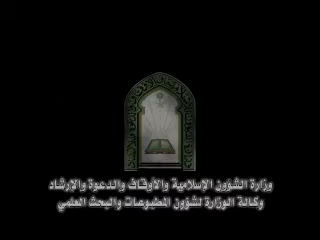 وزارة الشؤون الإسلامية والأوقاف والدعوة والإرشاد
وكالة الوزارة لشؤون المطبوعات والبحث العلمي